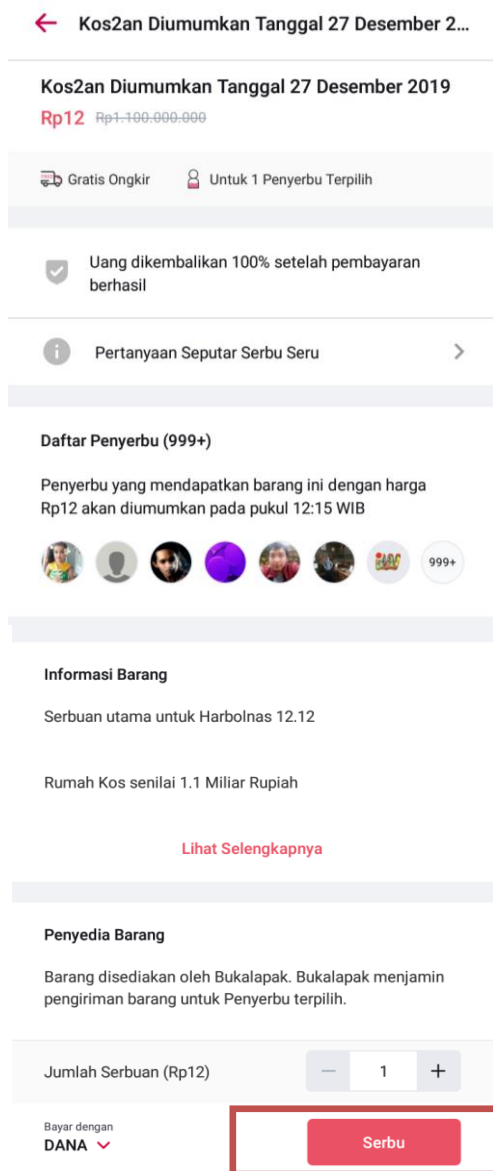 Kos2an Diumumkan Tanggal 27 Desember 2...
Kos2an Diumumkan Tanggal 27 Desember 2019
Rp12 Rp1.100.000.000
Gratis Ongkir Untuk 1 Penyerbu Terpilih
Uang dikembalikan 100% setelah pembayaran
berhasil
Pertanyaan Seputar Serbu Seru
Daftar Penyerbu (999+)
Penyerbu yang mendapatkan barang ini dengan harga
Rp12 akan diumumkan pada pukul 12:15 WIB
999+
Informasi Barang
Serbuan utama untuk Harbolnas 12.12
Rumah Kos senilai 1.1 Miliar Rupiah
Lihat Selengkapnya
Penyedia Barang
Barang disediakan oleh Bukalapak. Bukalapak menjamin
pengiriman barang untuk Penyerbu terpilih.
Jumlah Serbuan (Rp12) — 1 +
Bayar dengan
DANA Serbu